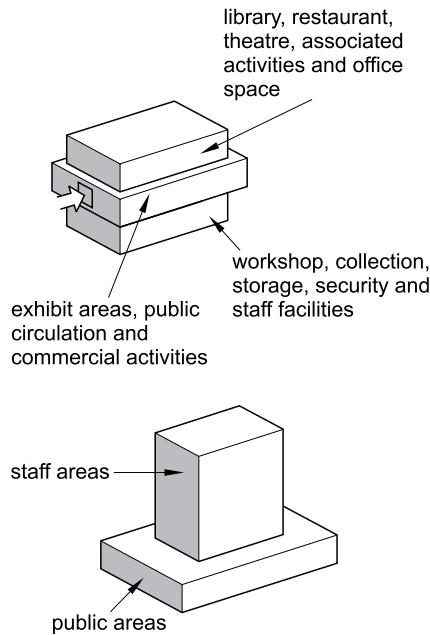 library, restaurant,
theatre, associated
activities and office
space
workshop, collection,
storage, security and
staff facilities
exhibit areas, public
circulation and
commercial activities
staff areas
public areas